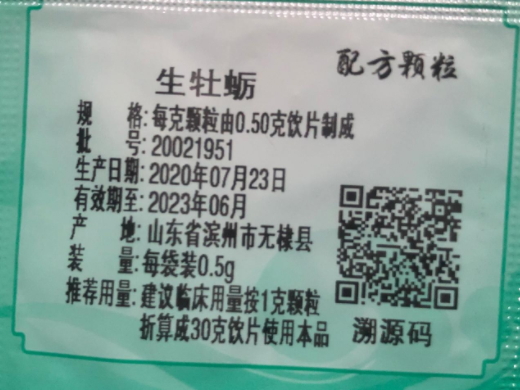 配方颗粒
生牡蛎
规格:每克颗粒由0.50克饮片制成
批号:20021951
生产日期:2020年07月23日
有效期至:2023年06月
产地:山东省滨州市无棣县
装量:每袋装0.5g
推荐用量:建议临床用量按1克颗粒
折算成30克饮片使用本品
溯源码